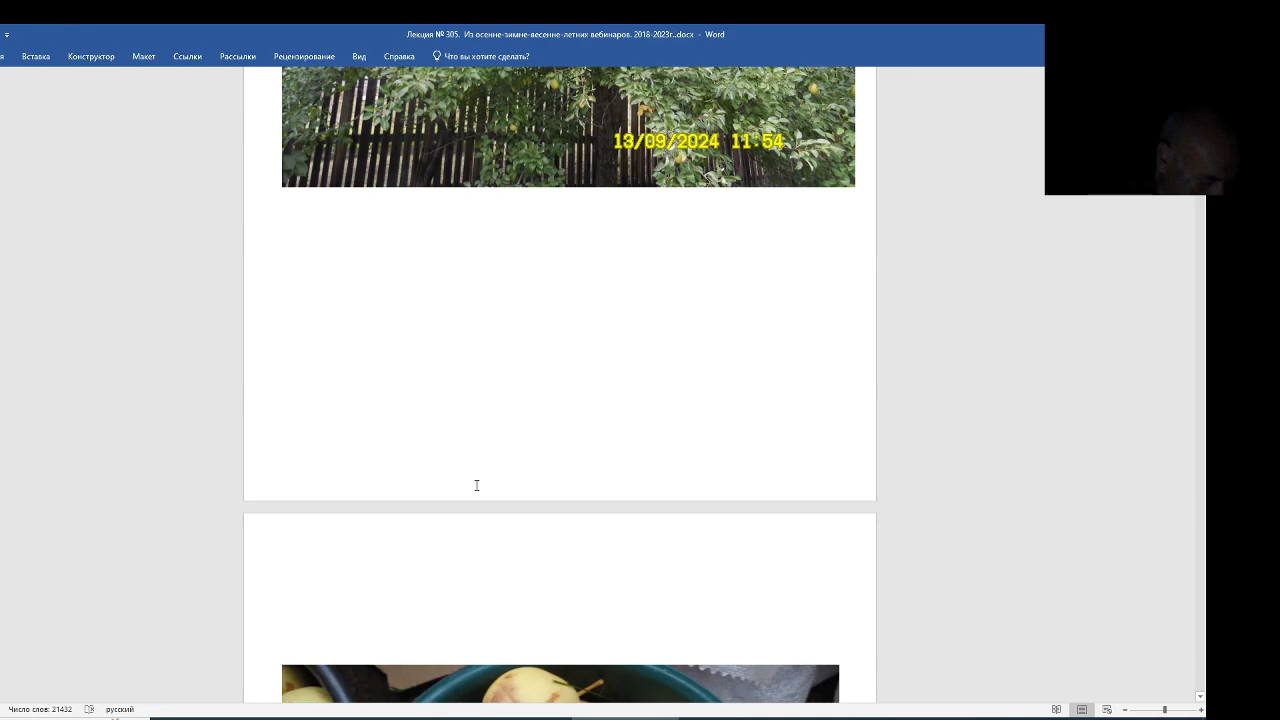 Лекция № 305.  Из осенне-зимне-весенне-летних вебинаров. 2018-2023г..docx  -  Word
я Вставка Конструктор Макет Ссылки Рассылки Рецензирование Вид Справка Что вы хотите сделать?
13/09/2024 11:54
Число слов: 21432 русский